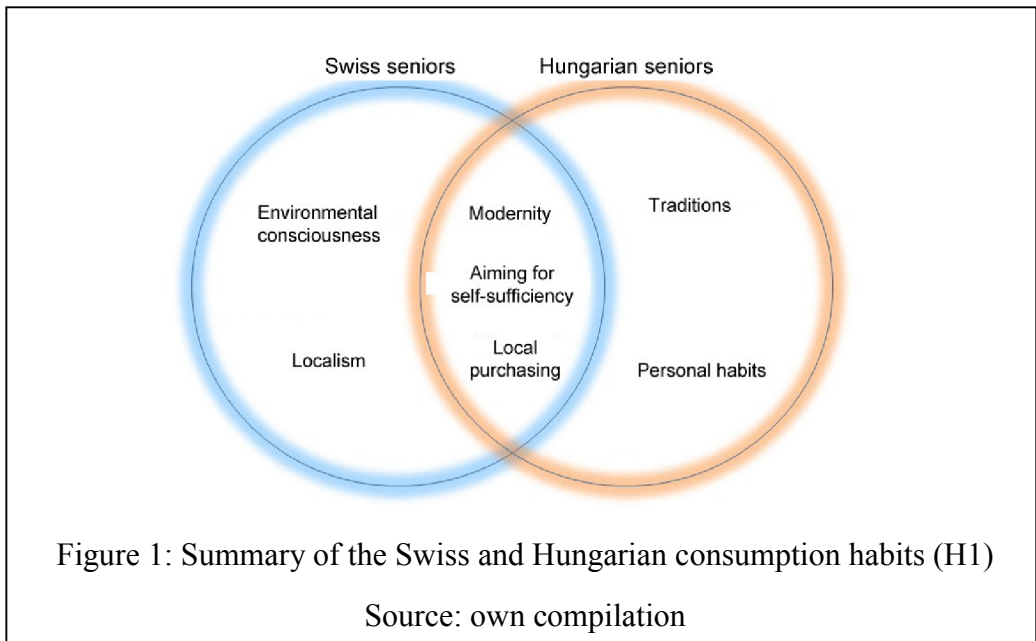 Swiss seniors
Hungarian seniors
Environmental
consciousness
Localism
Modernity
Aiming for
self-sufficiency
Local
purchasing
Traditions
Personal habits
Figure 1: Summary of the Swiss and Hungarian consumption habits (H1)
Source: own compilation